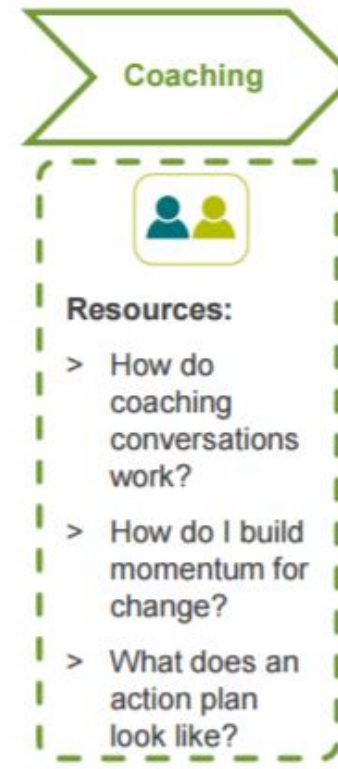 Coaching
Resources:
> How do
coaching
conversations
work?
> How do I build
momentum for
change?
> What does an
action plan
look like?